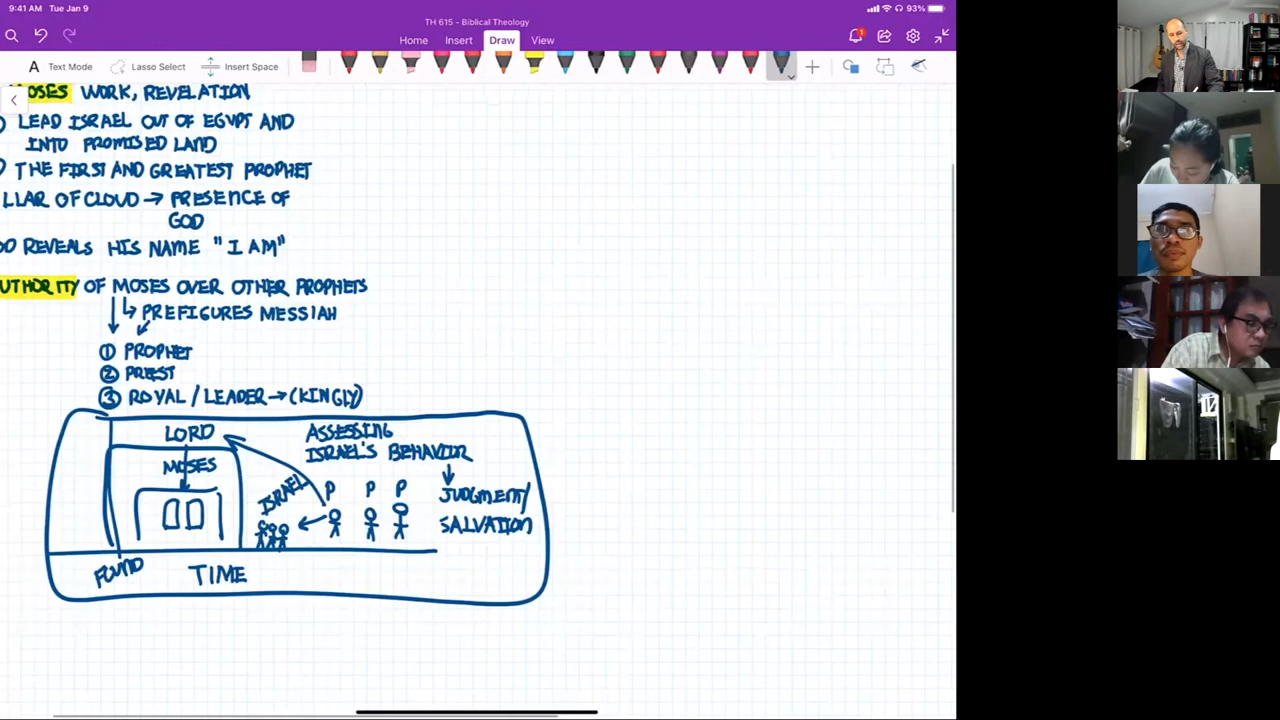 9:41 AM Tue Jan 9
93%
TH 615 - Biblical Theology
Home Insert Draw View
1
A Text Mode Lasso Select Insert Space
MOSES WORK, REVELATION
LEAD ISRAEL OUT OF EGYPT AND
INTO PROMISED LAND
THE FIRST AND GREATEST PROPHET
LLAR OF CLOUD → PRESENCE OF
GOD
OD REVEALS HIS NAME "I AM"
UTHORITY OF MOSES OVER OTHER PROPHETS
↳ PREFIGURES MESSIAH
① PROPHET
② PRIEST
③ ROYAL / LEADER → (KINGLY)
LORD
ASSESSING
ISRAEL'S BEHAVIOR
MOSES
ISRAEL
P P P
JUDGMENT/
SALVATION
FOUND
TIME